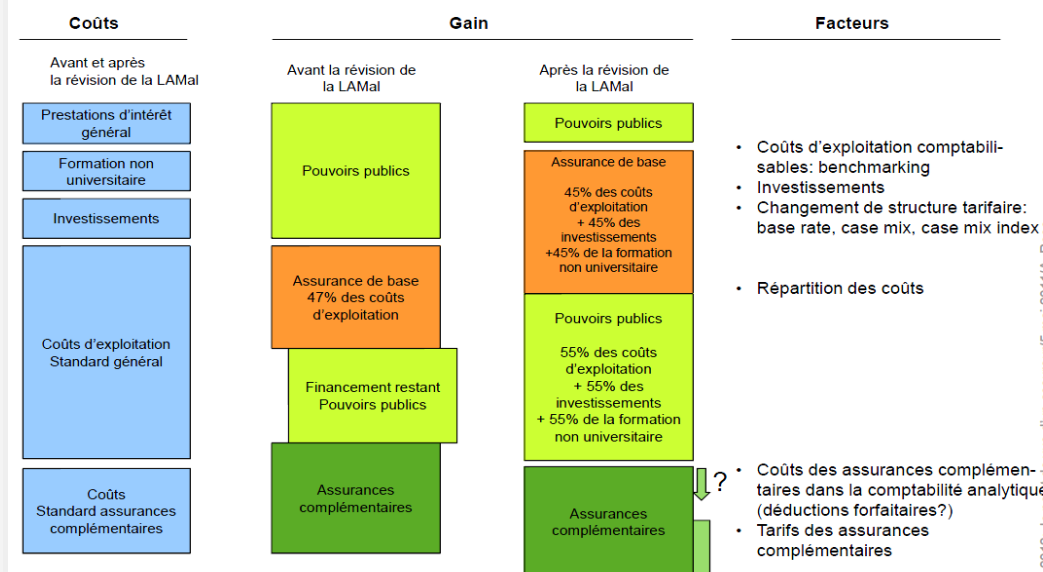 Coûts
Gain
Facteurs
Avant et après
la révision de la LAMal
Avant la révision de
la LAMal
Après la révision de
la LAMal
Prestations d'intérêt
général
Formation non
universitaire
Investissements
Coûts d'exploitation
Standard général
Coûts
Standard assurances
complémentaires
Pouvoirs publics
Assurance de base
47% des coûts
d'exploitation
Financement restant
Pouvoirs publics
Assurances
complémentaires
Pouvoirs publics
Assurance de base
45% des coûts
d'exploitation
+ 45% des
investissements
+45% de la formation
non universitaire
Pouvoirs publics
55% des coûts
d'exploitation
+ 55% des
investissements
+ 55% de la formation
non universitaire
Assurances
complémentaires
?
• Coûts d'exploitation comptabili-
sables: benchmarking
• Investissements
• Changement de structure tarifaire:
base rate, case mix, case mix index
• Répartition des coûts
• Coûts des assurances complémen-
taires dans la comptabilité analytique
(déductions forfaitaires?)
• Tarifs des assurances
complémentaires